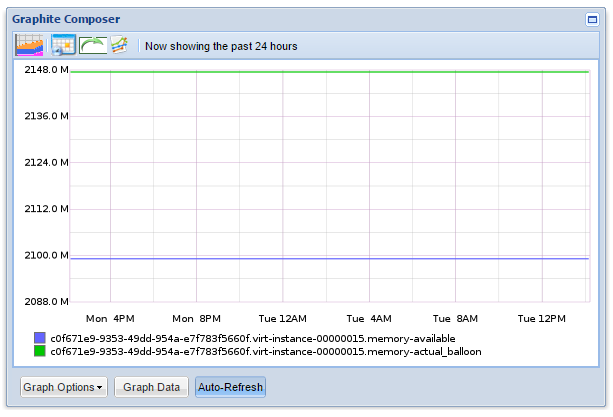 Graphite Composer
Now showing the past 24 hours
2148.0 M
2136.0 M
2124.0 M
2112.0 M
2100.0 M
2088.0 M
Mon 4PM Mon 8PM Tue 12AM Tue 4AM Tue 8AM Tue 12PM
c0f671e9-9353-49dd-954a-e7f783f5660f.virt-instance-00000015.memory-available
c0f671e9-9353-49dd-954a-e7f783f5660f.virt-instance-00000015.memory-actual_balloon
Graph Options Graph Data Auto-Refresh